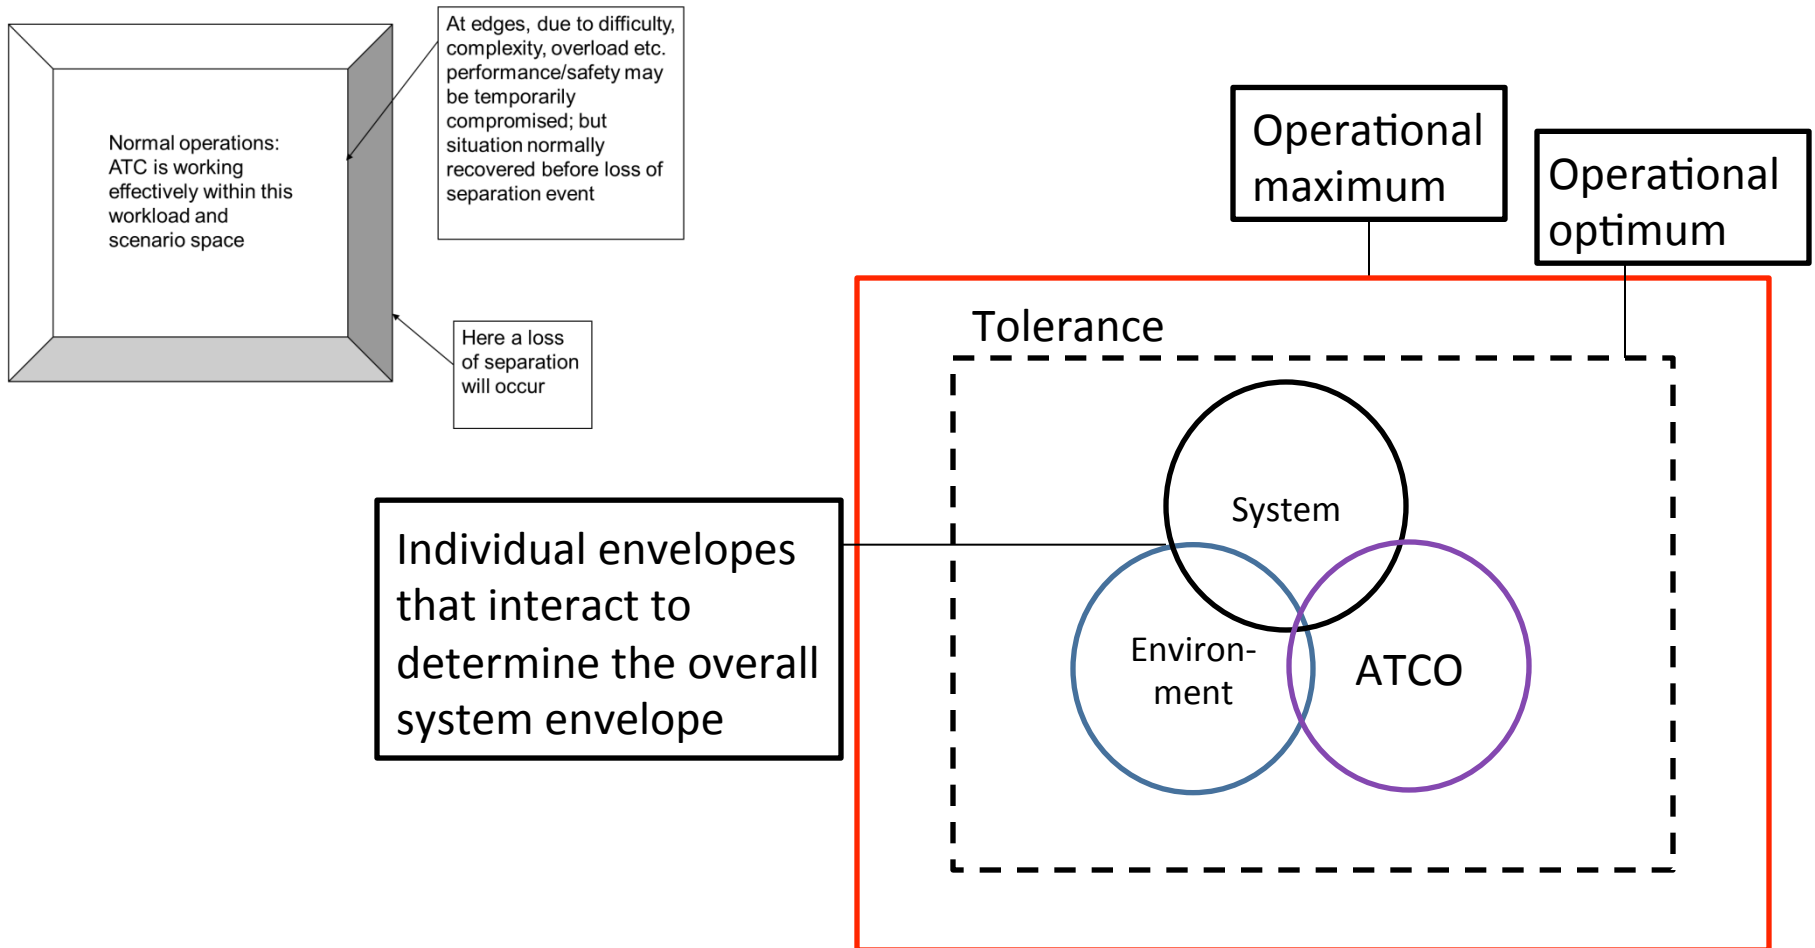 At edges, due to difficulty,
complexity, overload etc.
performance/safety may
be temporarily
compromised; but
situation normally
recovered before loss of
separation event
Normal operations:
ATC is working
effectively within this
workload and
scenario space
Here a loss
of separation
will occur
Operational
maximum
Operational
optimum
Tolerance
System
Environ-
ment
ATCO
Individual envelopes
that interact to
determine the overall
system envelope